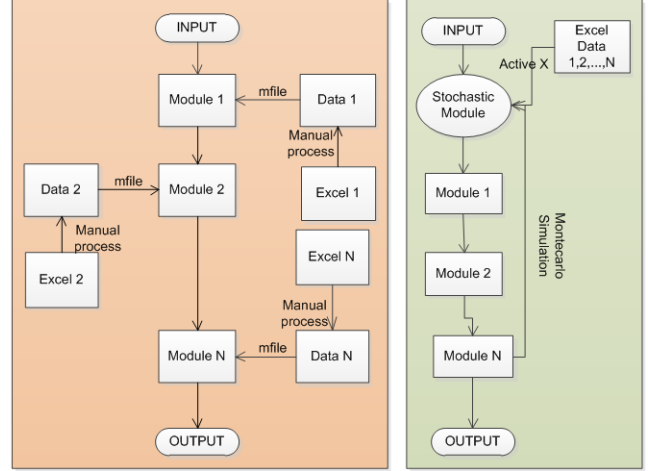 INPUT
Module 1
mfile
Data 1
Manual
process
Excel 1
Data 2
mfile
Module 2
Manual
process
Excel 2
Excel N
Manual
process
Module N
mfile
Data N
OUTPUT
INPUT
Excel
Data
1,2,...,N
Active X
Stochastic
Module
Module 1
Montecarlo
Simulation
Module 2
Module N
OUTPUT